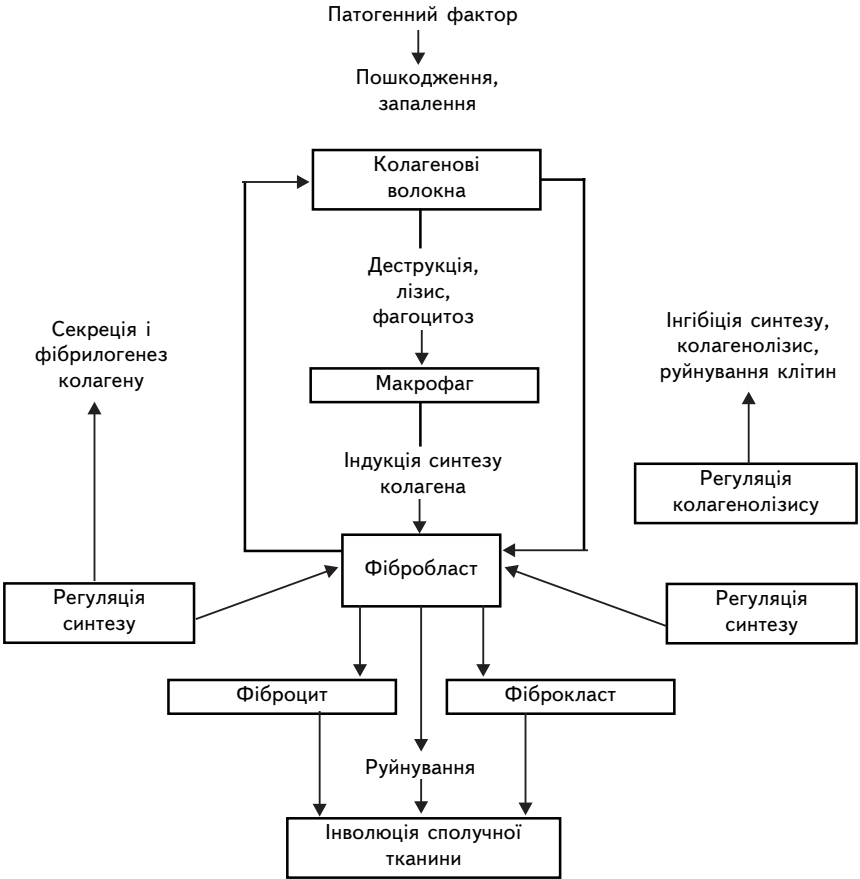 Патогенний фактор
Пошкодження,
запалення
Колагенові
волокна
Деструкція,
лізис,
фагоцитоз
Секреція і
фібрилогенез
колагену
Інгібіція синтезу,
колагенолізис,
руйнування клітин
Макрофаг
Індукція синтезу
колагена
Регуляція
колагенолізису
Фібробласт
Регуляція
синтезу
Регуляція
синтезу
Фіброцит
Фіброкласт
Руйнування
Інволюція сполучної
тканини